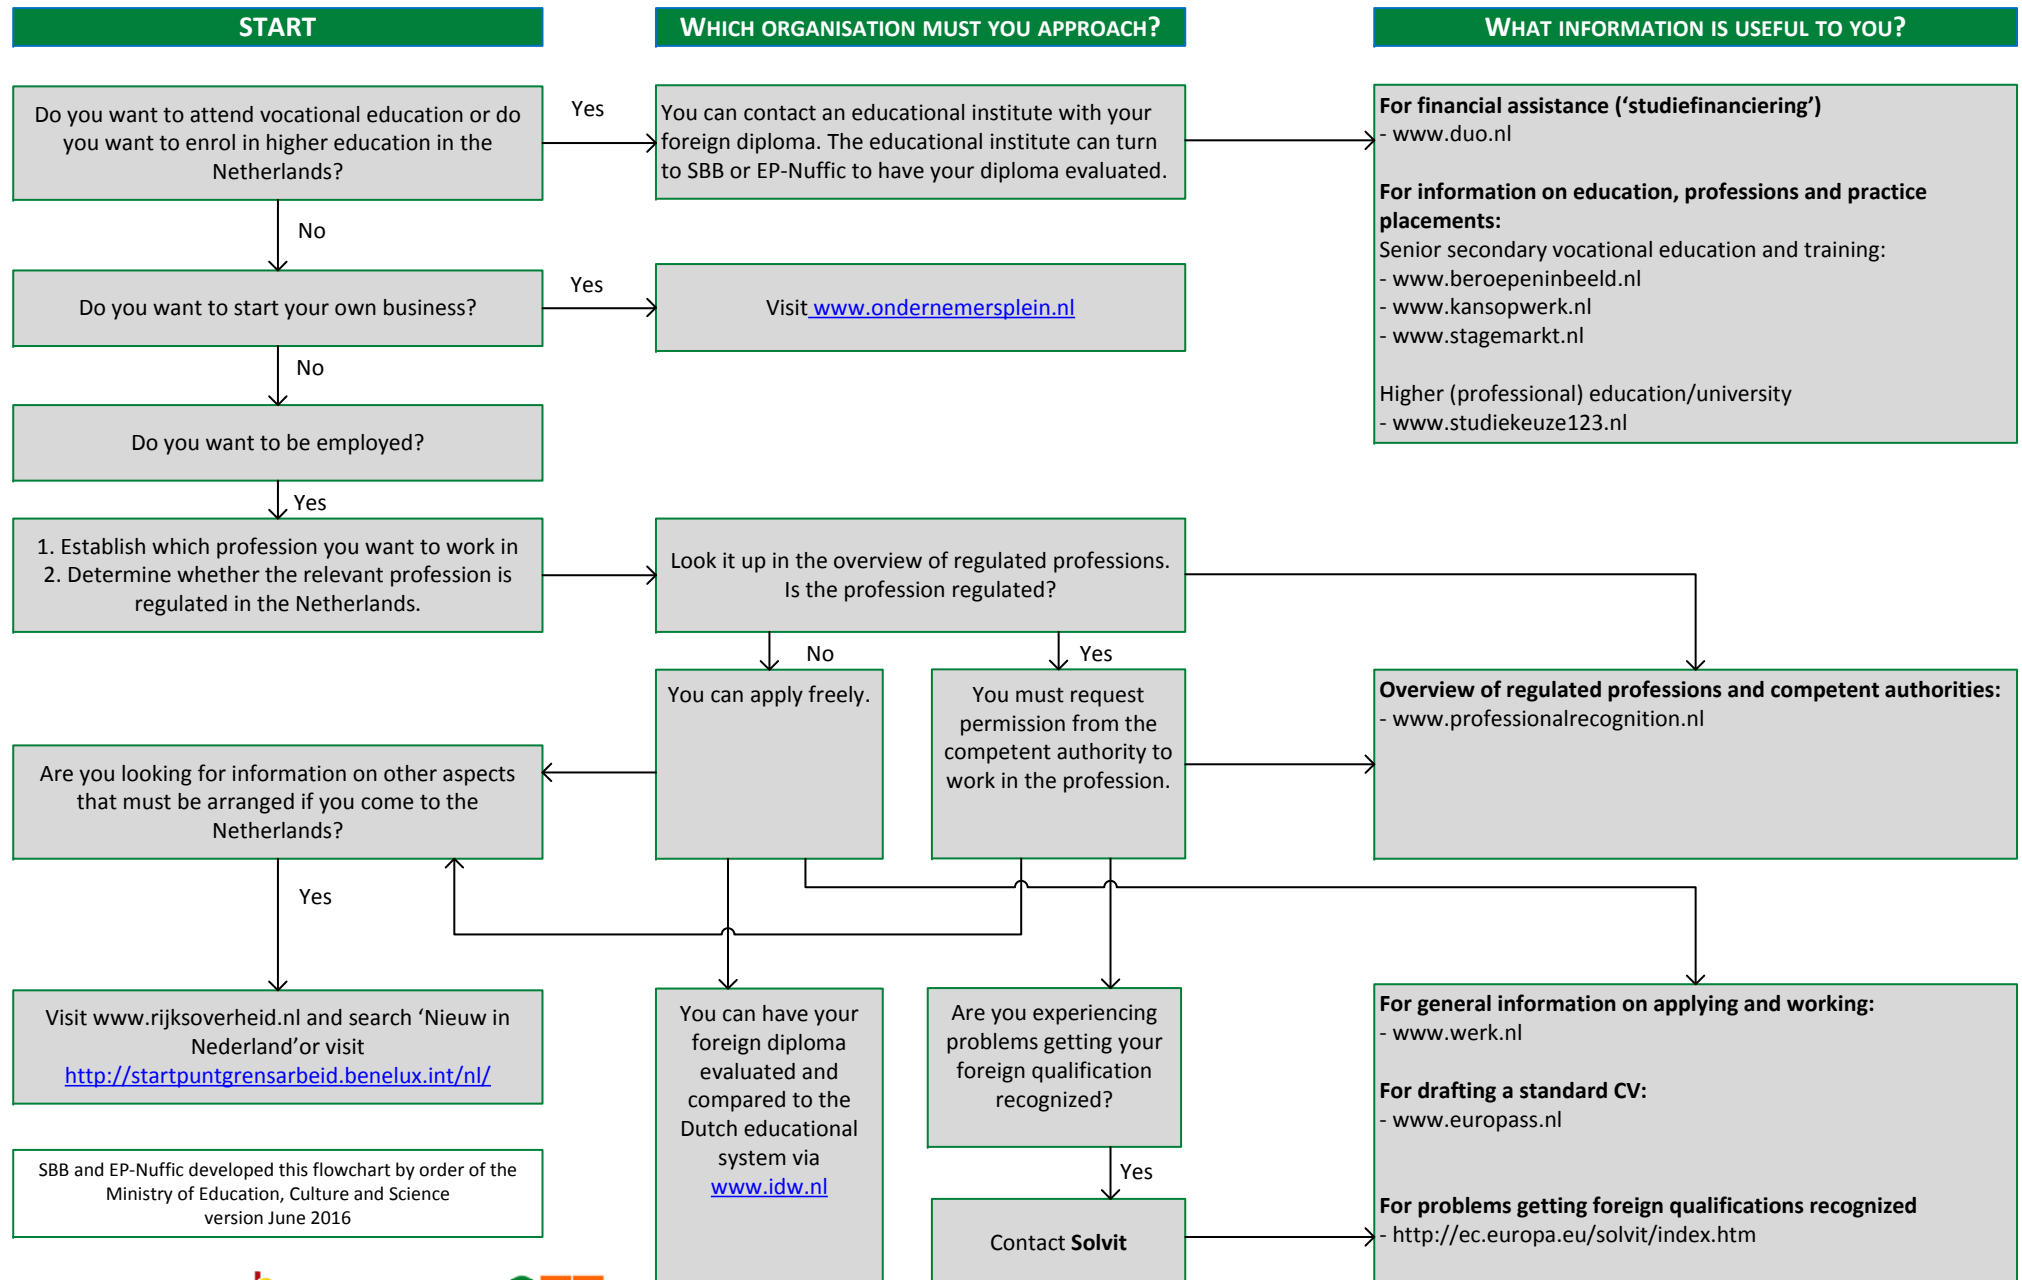 START
WHICH ORGANISATION MUST YOU APPROACH?
WHAT INFORMATION IS USEFUL TO YOU?
Do you want to attend vocational education or do
you want to enrol in higher education in the
Netherlands?
Yes
You can contact an educational institute with your
foreign diploma. The educational institute can turn
to SBB or EP-Nuffic to have your diploma evaluated.
For financial assistance (‘studiefinanciering’)
- www.duo.nl
For information on education, professions and practice
placements:
Senior secondary vocational education and training:
- www.beroepeninbeeld.nl
- www.kansopwerk.nl
- www.stagemarkt.nl
Higher (professional) education/university
- www.studiekeuze123.nl
No
Do you want to start your own business?
Yes
Visit www.ondernemersplein.nl
No
Do you want to be employed?
Yes
1. Establish which profession you want to work in
2. Determine whether the relevant profession is
regulated in the Netherlands.
Look it up in the overview of regulated professions.
Is the profession regulated?
No
Yes
You can apply freely.
You must request
permission from the
competent authority to
work in the profession.
Overview of regulated professions and competent authorities:
- www.professionalrecognition.nl
Are you looking for information on other aspects
that must be arranged if you come to the
Netherlands?
Yes
Visit www.rijksoverheid.nl and search ‘Nieuw in
Nederland’or visit
http://startpuntgrensarbeid.benelux.int/nl/
You can have your
foreign diploma
evaluated and
compared to the
Dutch educational
system via
www.idw.nl
Are you experiencing
problems getting your
foreign qualification
recognized?
Yes
Contact Solvit
For general information on applying and working:
- www.werk.nl
For drafting a standard CV:
- www.europass.nl
For problems getting foreign qualifications recognized
- http://ec.europa.eu/solvit/index.htm
SBB and EP-Nuffic developed this flowchart by order of the
Ministry of Education, Culture and Science
version June 2016